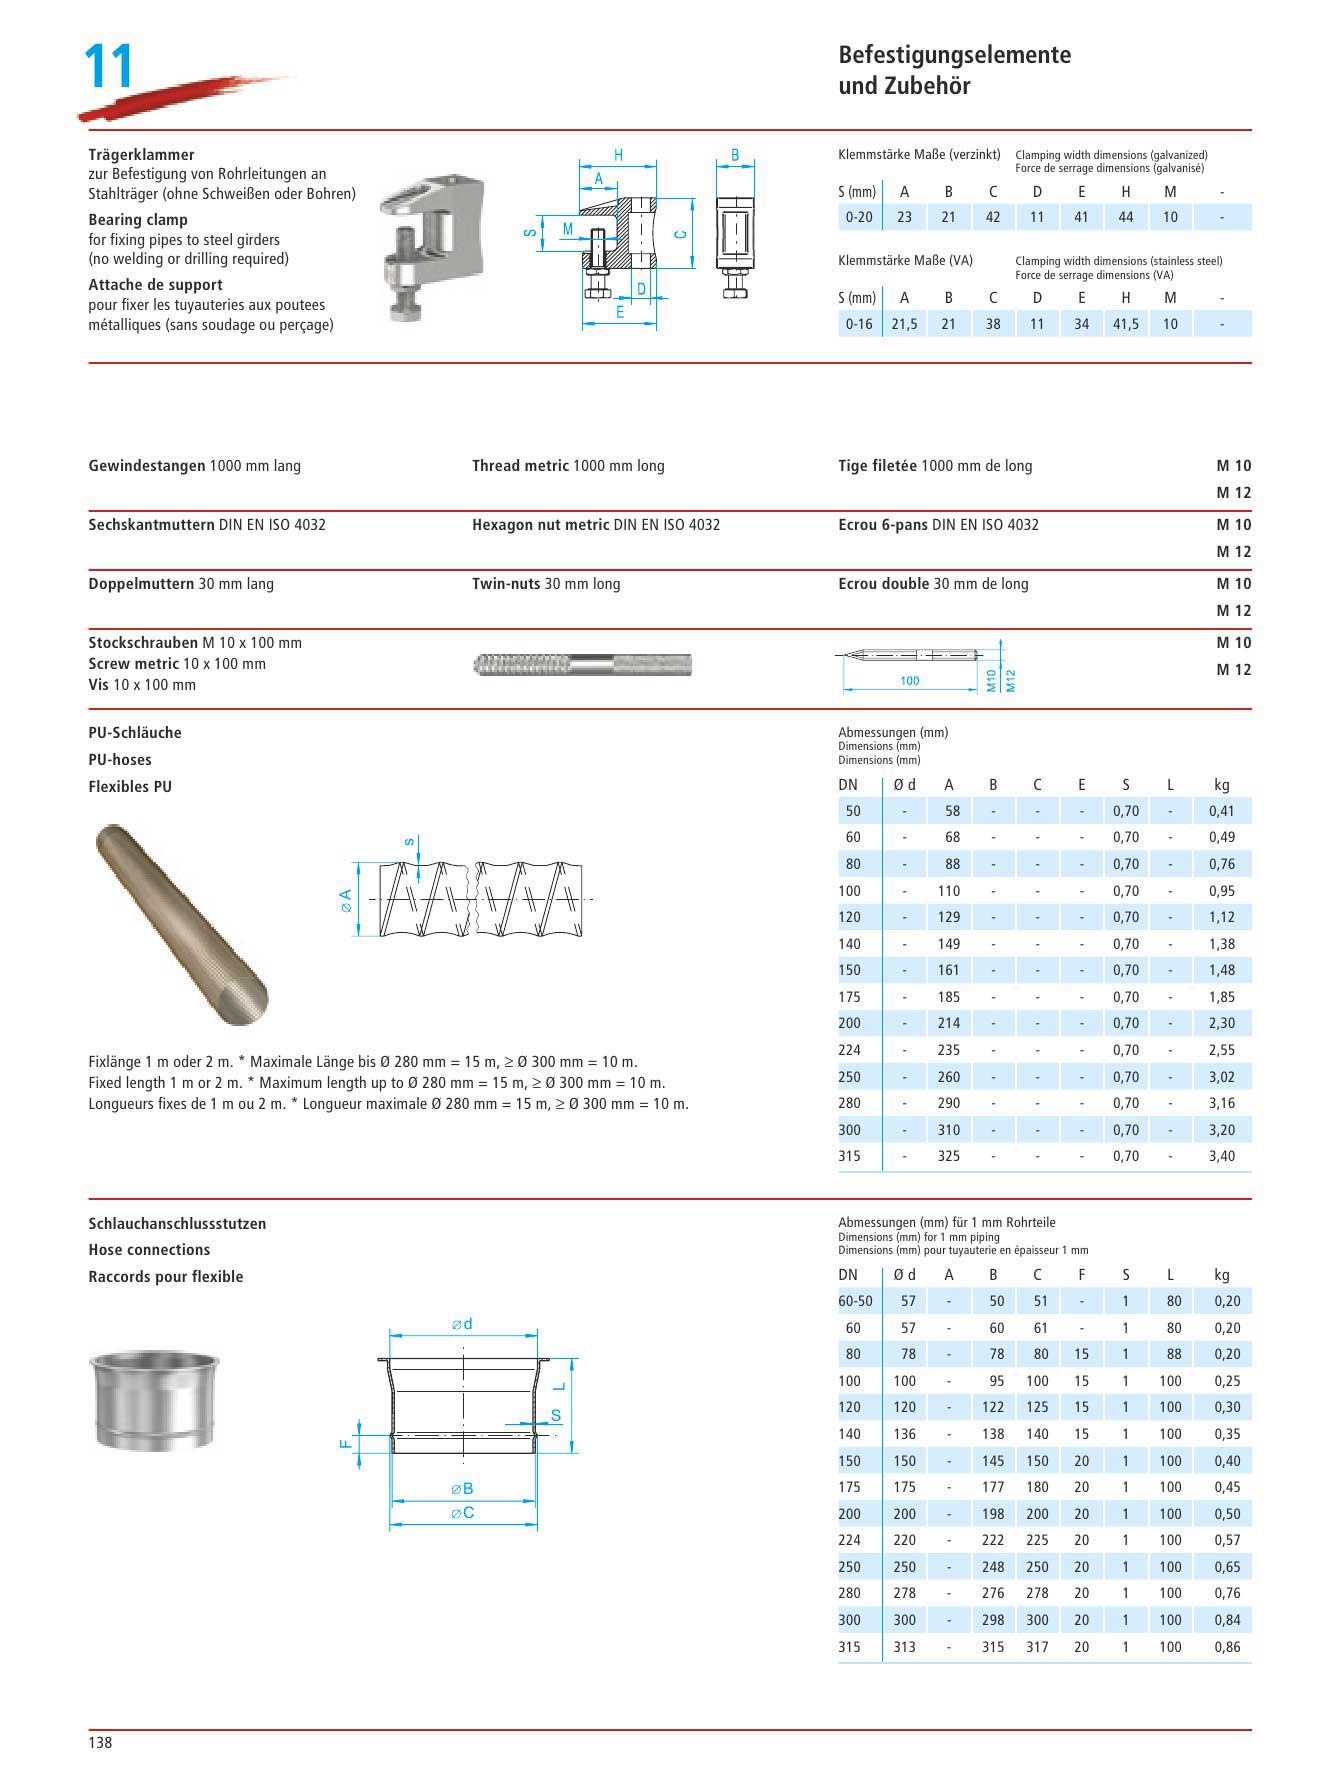 11
Befestigungselemente
und Zubehör
Trägerklammer
zur Befestigung von Rohrleitungen an
Stahlträger (ohne Schweißen oder Bohren)
Bearing clamp
for fixing pipes to steel girders
(no welding or drilling required)
Attache de support
pour fixer les tuyauteries aux poutees
métalliques (sans soudage ou perçage)
H
A
S
M
C
D
E
B
Klemmstärke Maße (verzinkt) Clamping width dimensions (galvanized)
Force de serrage dimensions (galvanisé)
S (mm) A B C D E H M -
0-20 23 21 42 11 41 44 10 -
Klemmstärke Maße (VA) Clamping width dimensions (stainless steel)
Force de serrage dimensions (VA)
S (mm) A B C D E H M -
0-16 21,5 21 38 11 34 41,5 10 -
Gewindestangen 1000 mm lang Thread metric 1000 mm long Tige filetée 1000 mm de long M 10
M 12
Sechskantmuttern DIN EN ISO 4032 Hexagon nut metric DIN EN ISO 4032 Ecrou 6-pans DIN EN ISO 4032 M 10
M 12
Doppelmuttern 30 mm lang Twin-nuts 30 mm long Ecrou double 30 mm de long M 10
M 12
Stockschrauben M 10 x 100 mm M 10
Screw metric 10 x 100 mm M 12
Vis 10 x 100 mm
100
M10
M12
PU-Schläuche
PU-hoses
Flexibles PU
s
⌀A
Fixlänge 1 m oder 2 m. * Maximale Länge bis Ø 280 mm = 15 m, ≥ Ø 300 mm = 10 m.
Fixed length 1 m or 2 m. * Maximum length up to Ø 280 mm = 15 m, ≥ Ø 300 mm = 10 m.
Longueurs fixes de 1 m ou 2 m. * Longueur maximale Ø 280 mm = 15 m, ≥ Ø 300 mm = 10 m.
Abmessungen (mm)
Dimensions (mm)
Dimensions (mm)
DN Ø d A B C E S L kg
50 - 58 - - - 0,70 - 0,41
60 - 68 - - - 0,70 - 0,49
80 - 88 - - - 0,70 - 0,76
100 - 110 - - - 0,70 - 0,95
120 - 129 - - - 0,70 - 1,12
140 - 149 - - - 0,70 - 1,38
150 - 161 - - - 0,70 - 1,48
175 - 185 - - - 0,70 - 1,85
200 - 214 - - - 0,70 - 2,30
224 - 235 - - - 0,70 - 2,55
250 - 260 - - - 0,70 - 3,02
280 - 290 - - - 0,70 - 3,16
300 - 310 - - - 0,70 - 3,20
315 - 325 - - - 0,70 - 3,40
Schlauchanschlussstutzen
Hose connections
Raccords pour flexible
⌀d
L
S
F
⌀B
⌀C
Abmessungen (mm) für 1 mm Rohrteile
Dimensions (mm) for 1 mm piping
Dimensions (mm) pour tuyauterie en épaisseur 1 mm
DN Ø d A B C F S L kg
60-50 57 - 50 51 - 1 80 0,20
60 57 - 60 61 - 1 80 0,20
80 78 - 78 80 15 1 88 0,20
100 100 - 95 100 15 1 100 0,25
120 120 - 122 125 15 1 100 0,30
140 136 - 138 140 15 1 100 0,35
150 150 - 145 150 20 1 100 0,40
175 175 - 177 180 20 1 100 0,45
200 200 - 198 200 20 1 100 0,50
224 220 - 222 225 20 1 100 0,57
250 250 - 248 250 20 1 100 0,65
280 278 - 276 278 20 1 100 0,76
300 300 - 298 300 20 1 100 0,84
315 313 - 315 317 20 1 100 0,86
138